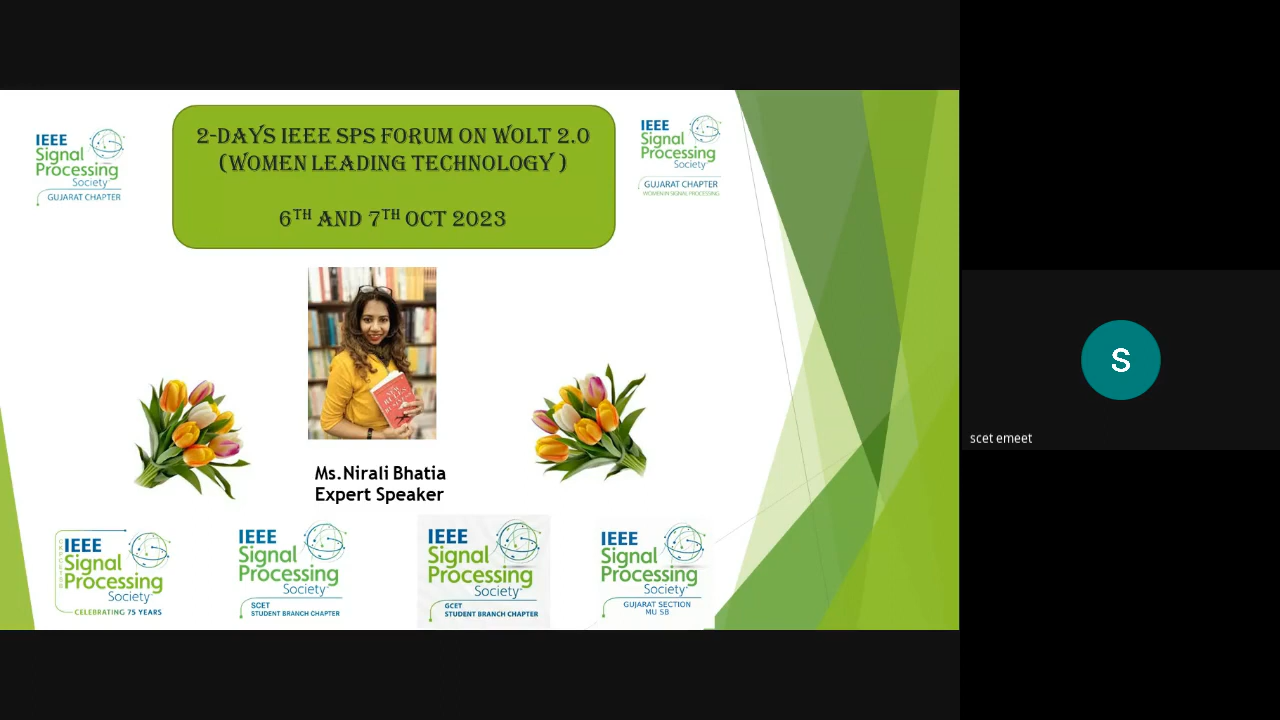 2-DAYS IEEE SPS FORUM ON WOLT 2.0
(WOMEN LEADING TECHNOLOGY )
6TH AND 7TH OCT 2023
IEEE
Signal
Processing
Society
GUJARAT CHAPTER
IEEE
Signal
Processing
Society
GUJARAT CHAPTER
WOMEN IN SIGNAL PROCESSING
Ms.Nirali Bhatia
Expert Speaker
IEEE
Signal
Processing
Society
CELEBRATING 75 YEARS
IEEE
Signal
Processing
Society
SCET
STUDENT BRANCH CHAPTER
IEEE
Signal
Processing
Society
GCET
STUDENT BRANCH CHAPTER
IEEE
Signal
Processing
Society
GUJARAT SECTION
MU SB
S
scet emeet